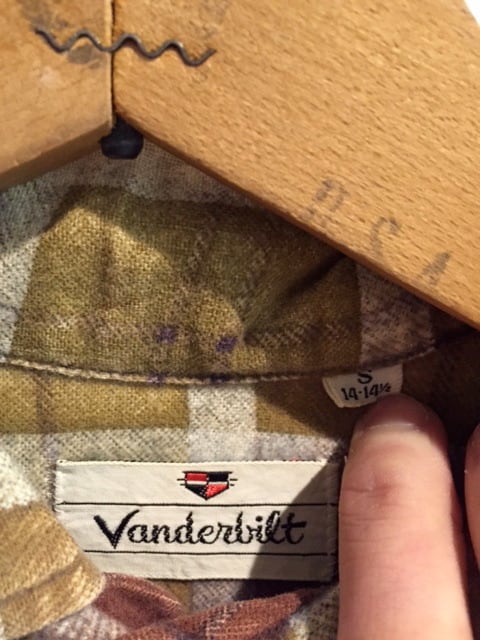 U.S.A
S
14-14½
Vanderbilt